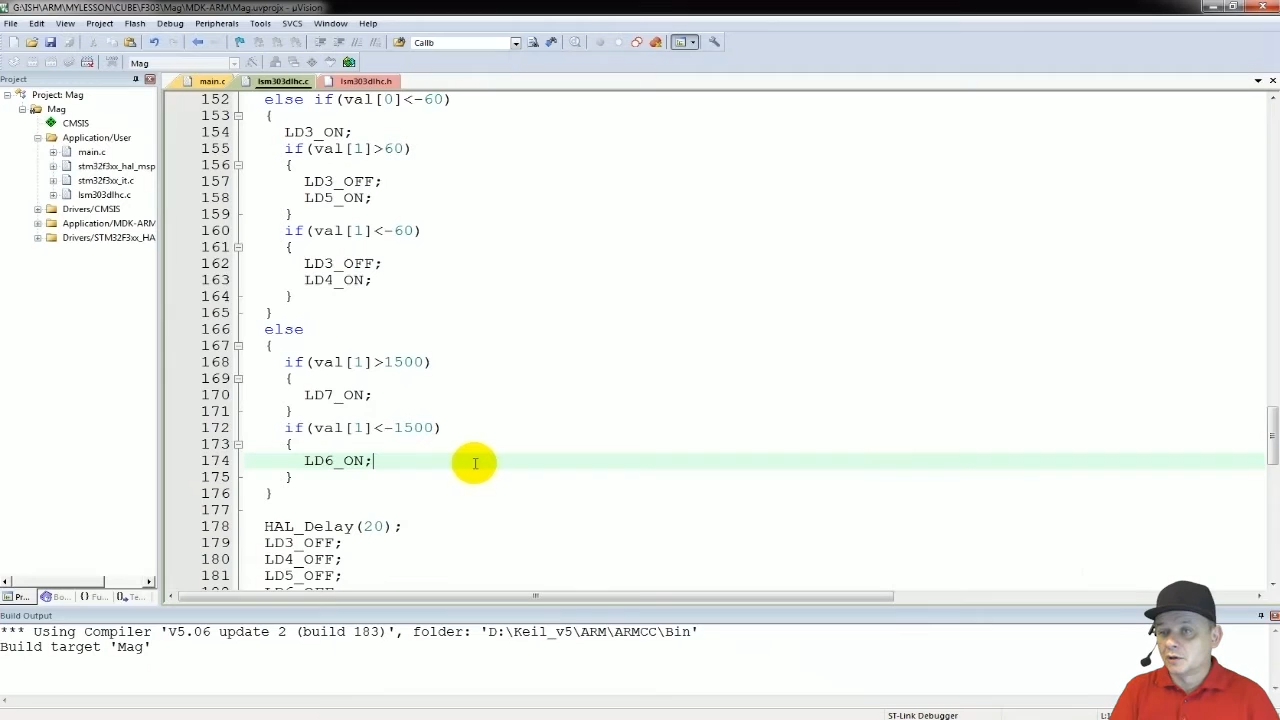 G:\ISH\ARM\MYLESSON\CUBE\F303\Mag\MDK-ARM\Mag.uvprojx - µVision
File Edit View Project Flash Debug Peripherals Tools SVCS Window Help
Callb
Mag
Project
main.c lsm303dlhc.c lsm303dlhc.h
Project: Mag
Mag
CMSIS
Application/User
main.c
stm32f3xx_hal_msp
stm32f3xx_it.c
lsm303dlhc.c
Drivers/CMSIS
Application/MDK-ARM
Drivers/STM32F3xx_HA
152 else if(val[0]<-60)
153 {
154 LD3_ON;
155 if(val[1]>60)
156 {
157 LD3_OFF;
158 LD5_ON;
159 }
160 if(val[1]<-60)
161 {
162 LD3_OFF;
163 LD4_ON;
164 }
165 }
166 else
167 {
168 if(val[1]>1500)
169 {
170 LD7_ON;
171 }
172 if(val[1]<-1500)
173 {
174 LD6_ON;
175 }
176 }
177
178 HAL_Delay(20);
179 LD3_OFF;
180 LD4_OFF;
181 LD5_OFF;
Pr... Bo... {} Fu... Te...
Build Output
*** Using Compiler 'V5.06 update 2 (build 183)', folder: 'D:\Keil_v5\ARM\ARMCC\Bin'
Build target 'Mag'
ST-Link Debugger